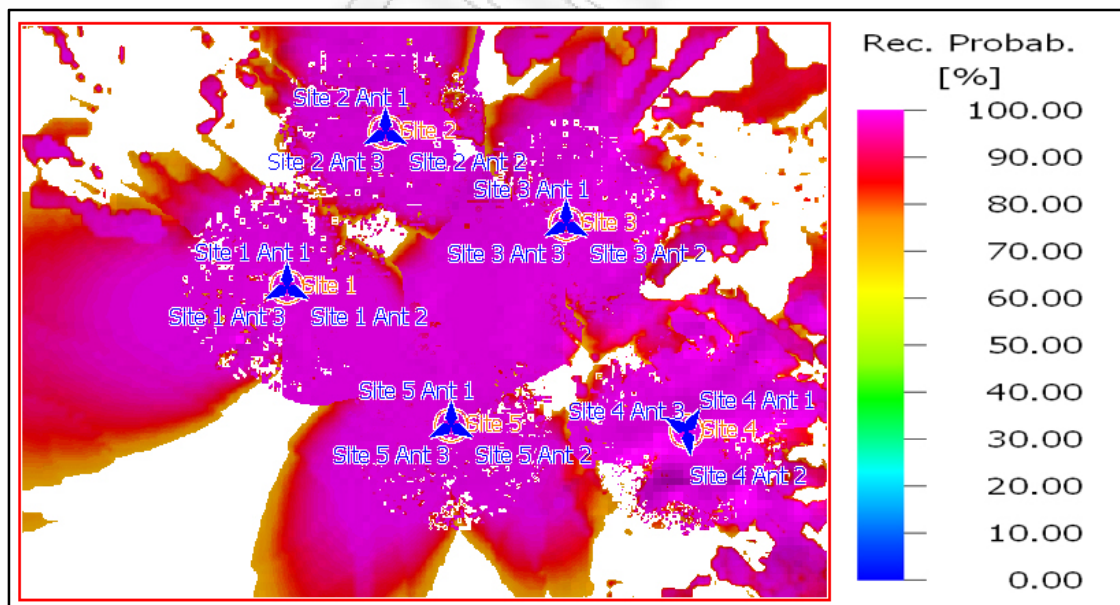 Rec. Probab.
[%]
100.00
90.00
80.00
70.00
60.00
50.00
40.00
30.00
20.00
10.00
0.00
Site 2 Ant 1
Site 2
Site 2 Ant 3
Site 2 Ant 2
Site 3 Ant 1
Site 3
Site 3 Ant 3
Site 3 Ant 2
Site 1 Ant 1
Site 1
Site 1 Ant 3
Site 1 Ant 2
Site 5 Ant 1
Site 5
Site 5 Ant 3
Site 5 Ant 2
Site 4 Ant 3
Site 4 Ant 1
Site 4
Site 4 Ant 2